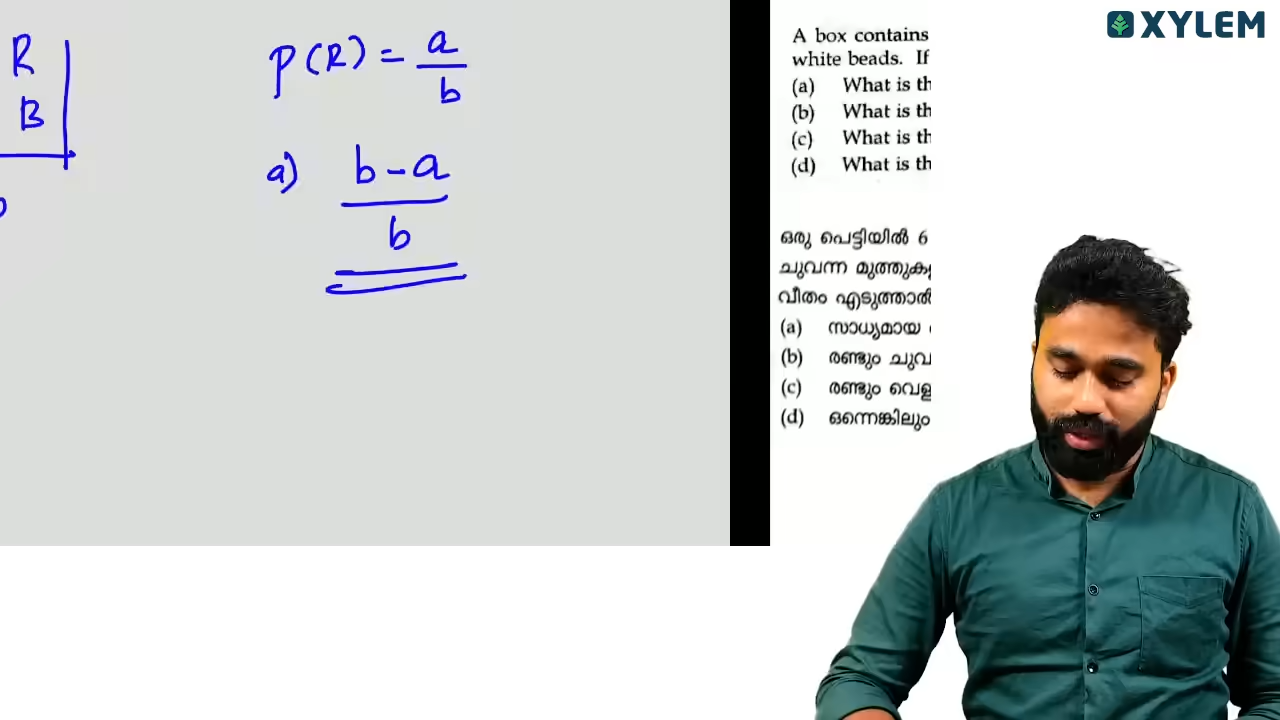 R
B
P(R) = a/b
a) b-a/b
XYLEM
A box contains
white beads. If
(a) What is th
(b) What is th
(c) What is th
(d) What is th
ഒരു പെട്ടിയിൽ 6
ചുവന്ന മുത്തുക
വീതം എടുത്താൽ
(a) സാധ്യമായ
(b) രണ്ടും ചുവ
(c) രണ്ടും വെള
(d) ഒന്നെങ്കിലും